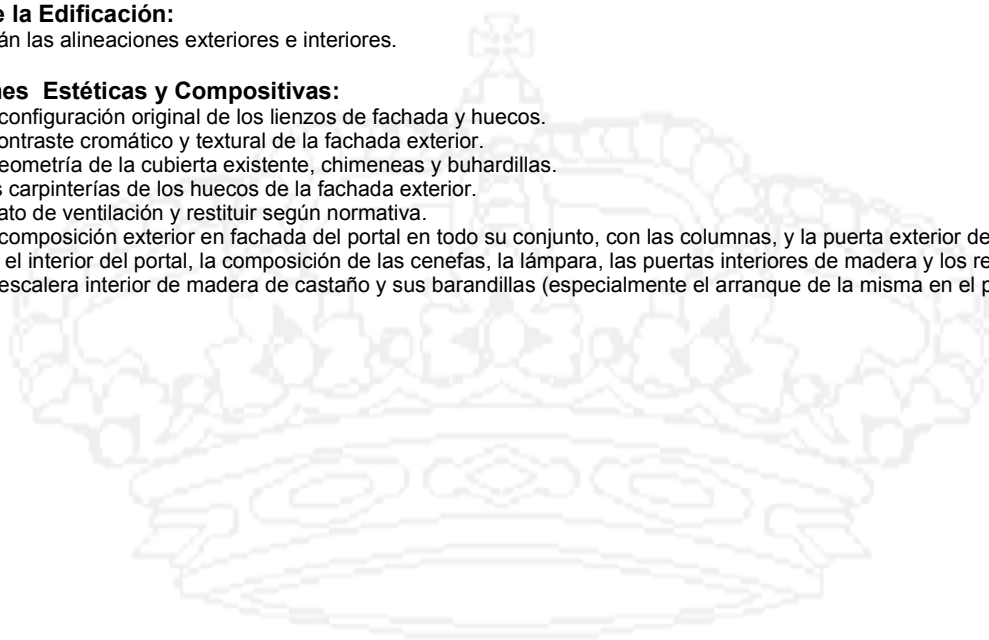 e la Edificación:
án las alineaciones exteriores e interiores.
nes Estéticas y Compositivas:
configuración original de los lienzos de fachada y huecos.
ontraste cromático y textural de la fachada exterior.
eometría de la cubierta existente, chimeneas y buhardillas.
s carpinterías de los huecos de la fachada exterior.
ato de ventilación y restituir según normativa.
composición exterior en fachada del portal en todo su conjunto, con las columnas, y la puerta exterior de
el interior del portal, la composición de las cenefas, la lámpara, las puertas interiores de madera y los re
escalera interior de madera de castaño y sus barandillas (especialmente el arranque de la misma en el p